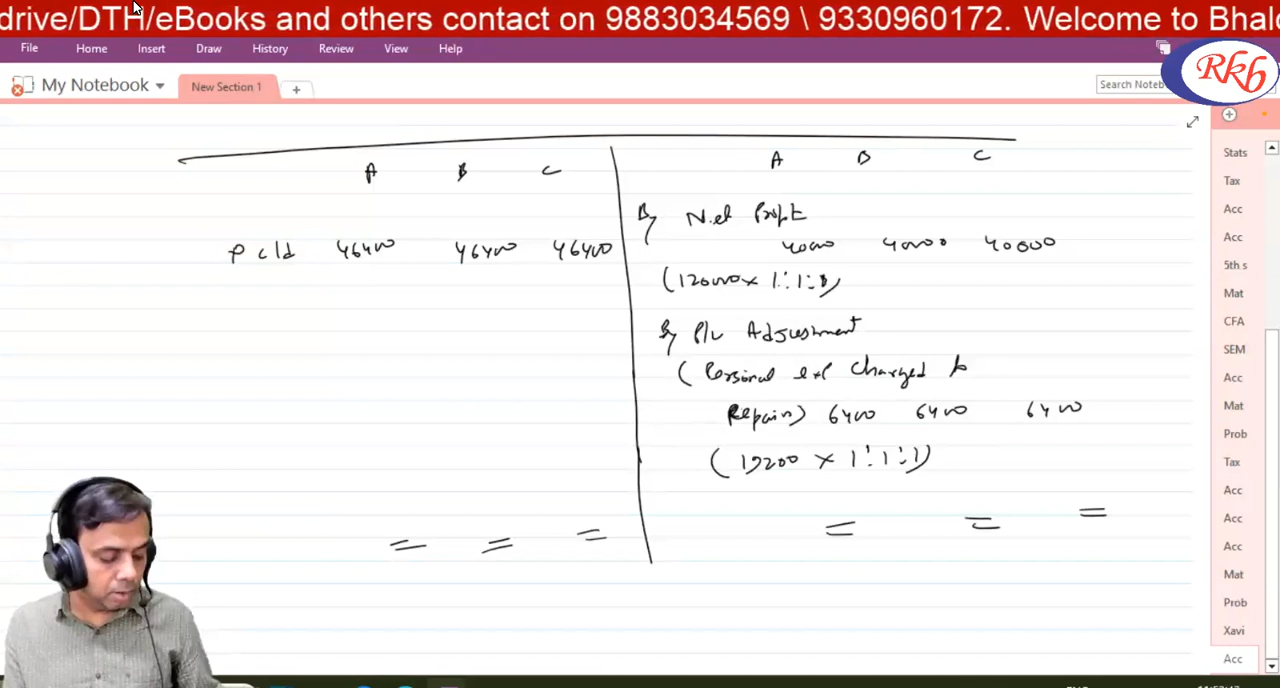 drive/DTH/eBooks and others contact on 9883034569 \ 9330960172. Welcome to Bhal
File Home Insert Draw History Review View Help
Rkb
My Notebook New Section 1
Search Noteb
A B C
A B C
By Net Profit
40000 40000 40000
(120000 x 1:1:1)
P c/d 46400 46400 46400
By P/L Adjustment
(Personal exp Charged to
Repairs) 6400 6400 6400
(19200 x 1:1:1)
Stats
Tax
Acc
Acc
5th s
Mat
CFA
SEM
Acc
Mat
Prob
Tax
Acc
Acc
Acc
Mat
Prob
Xavi
Acc